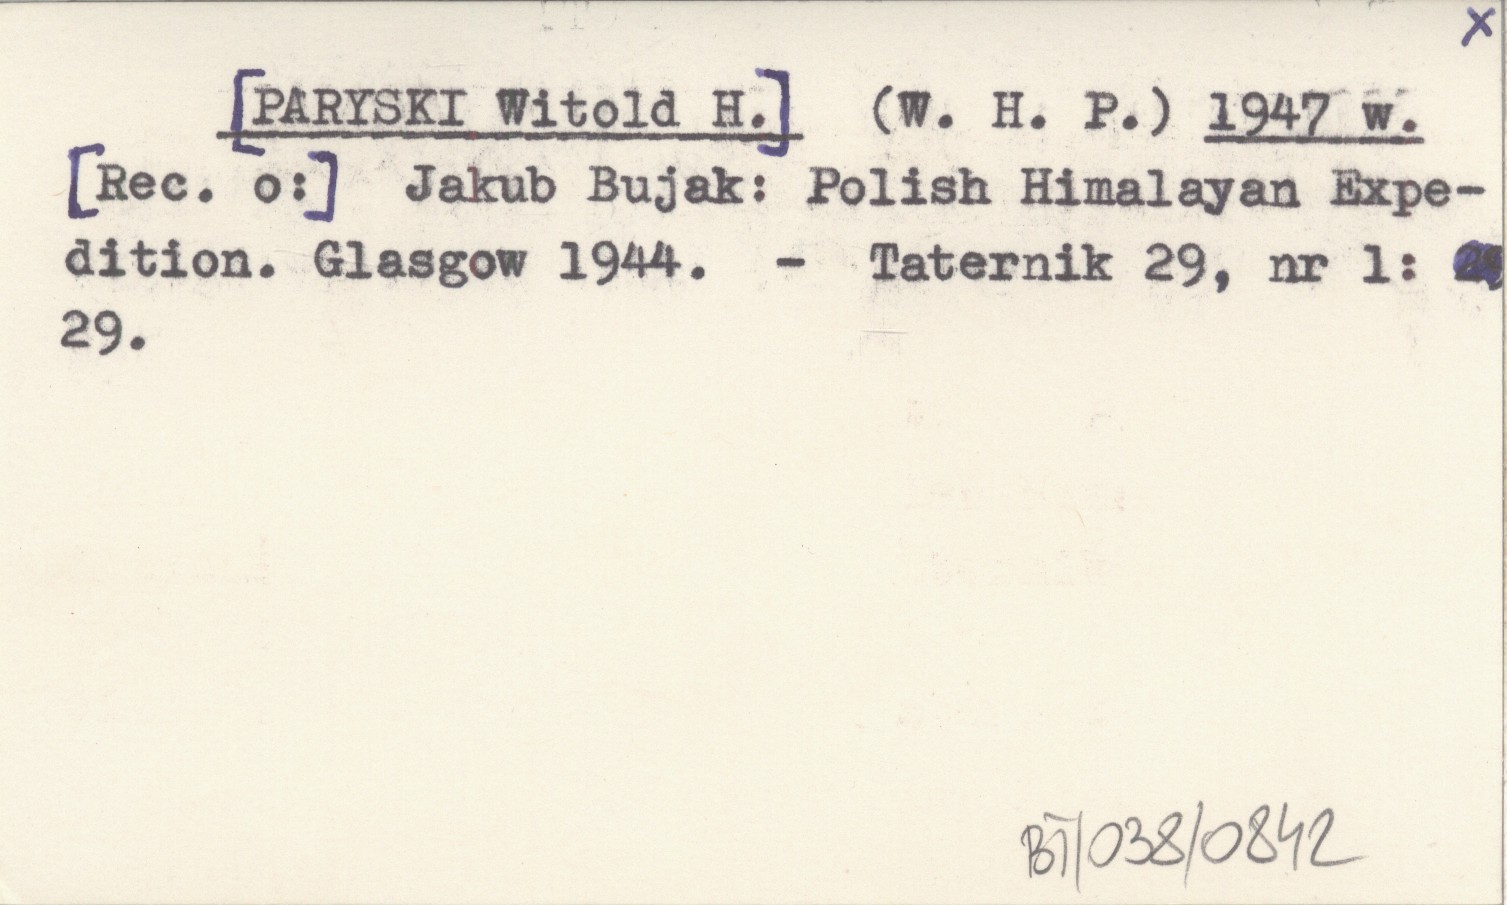 x
[PARYSKI Witold H.] (W. H. P.) 1947 w.
[Rec. o:] Jakub Bujak: Polish Himalayan Expe-
dition. Glasgow 1944. - Taternik 29, nr 1:
29.
BT/038/0842